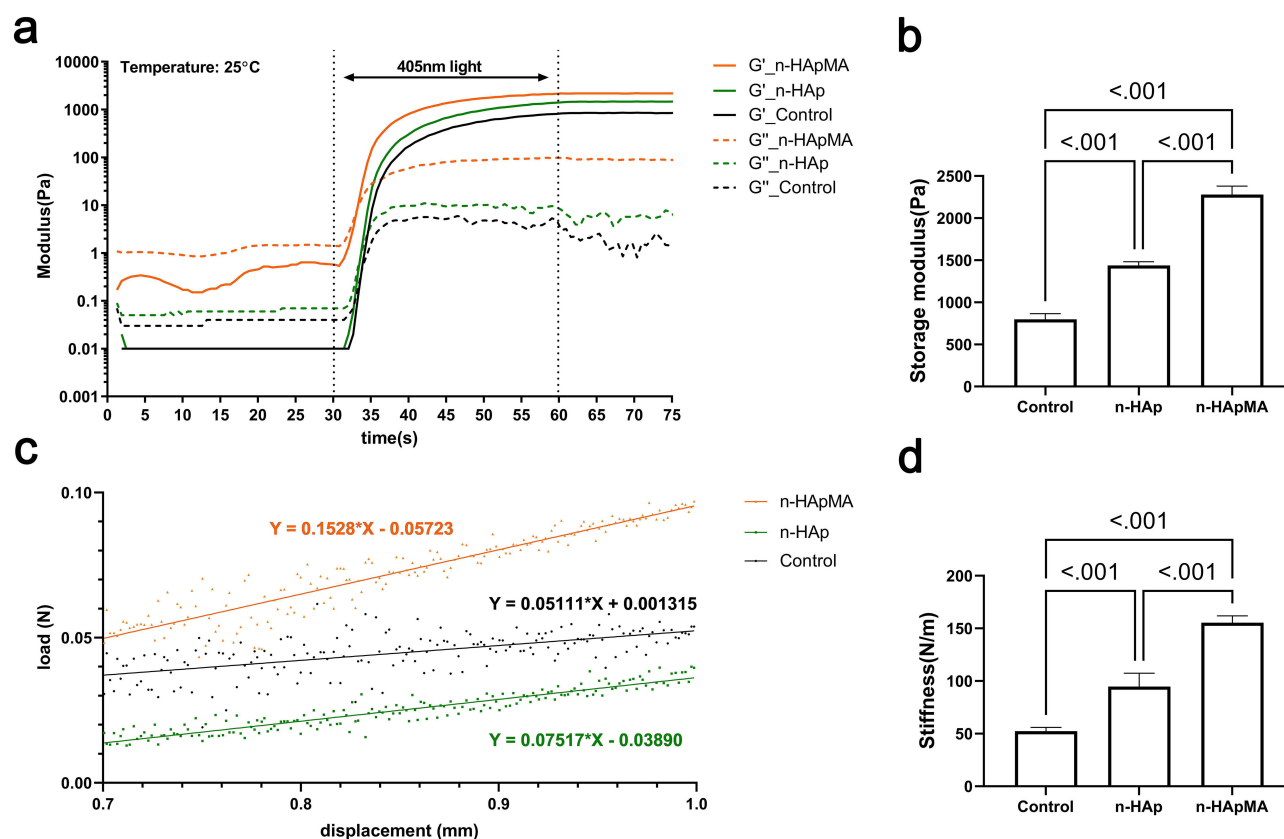 a
10000
1000
100
10
1
0.1
0.01
0.001
Modulus(Pa)
Temperature: 25°C
405nm light
0 5 10 15 20 25 30 35 40 45 50 55 60 65 70 75
time(s)
G'_n-HApMA
G'_n-HAp
G'_Control
G"_n-HApMA
G"_n-HAp
G"_Control
b
<.001
<.001 <.001
2500
2000
1500
1000
500
0
Storage modulus(Pa)
Control n-HAp n-HApMA
c
0.10
0.05
0.00
load (N)
Y = 0.1528*X - 0.05723
Y = 0.05111*X + 0.001315
Y = 0.07517*X - 0.03890
0.7 0.8 0.9 1.0
displacement (mm)
n-HApMA
n-HAp
Control
d
<.001
<.001 <.001
200
150
100
50
0
Stiffness(N/m)
Control n-HAp n-HApMA